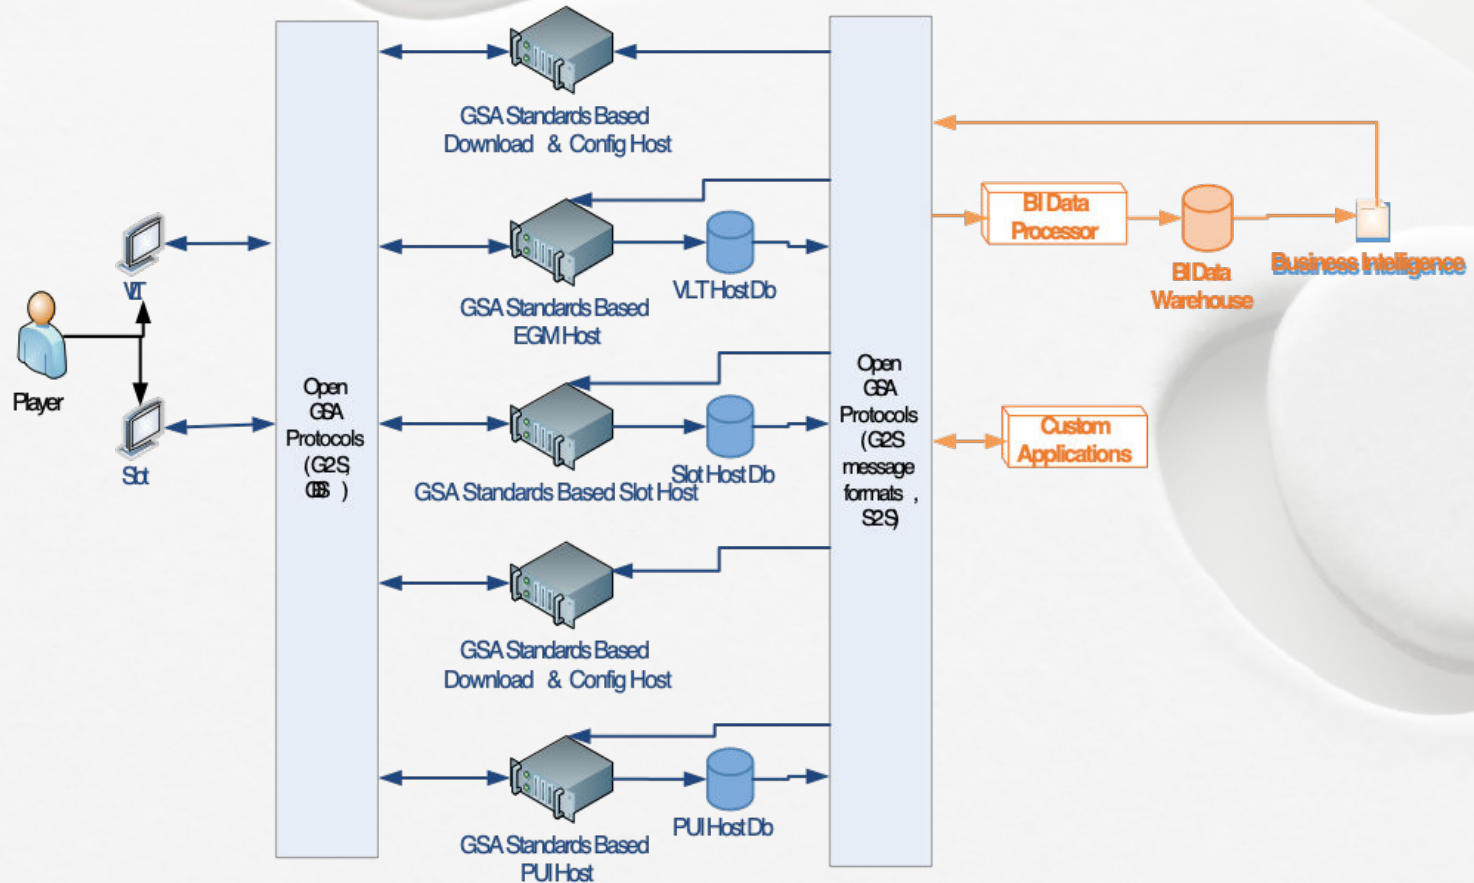 GSA Standards Based
Download & Config Host
VLT
Player
Slot
Open
GSA
Protocols
(G2S,
)
GSA Standards Based
EGM Host
VLT Host Db
GSA Standards Based Slot Host
Slot Host Db
GSA Standards Based
Download & Config Host
GSA Standards Based
PUI Host
PUI Host Db
Open
GSA
Protocols
(G2S
message
formats ,
S2S)
BI Data
Processor
BI Data
Warehouse
Business Intelligence
Custom
Applications